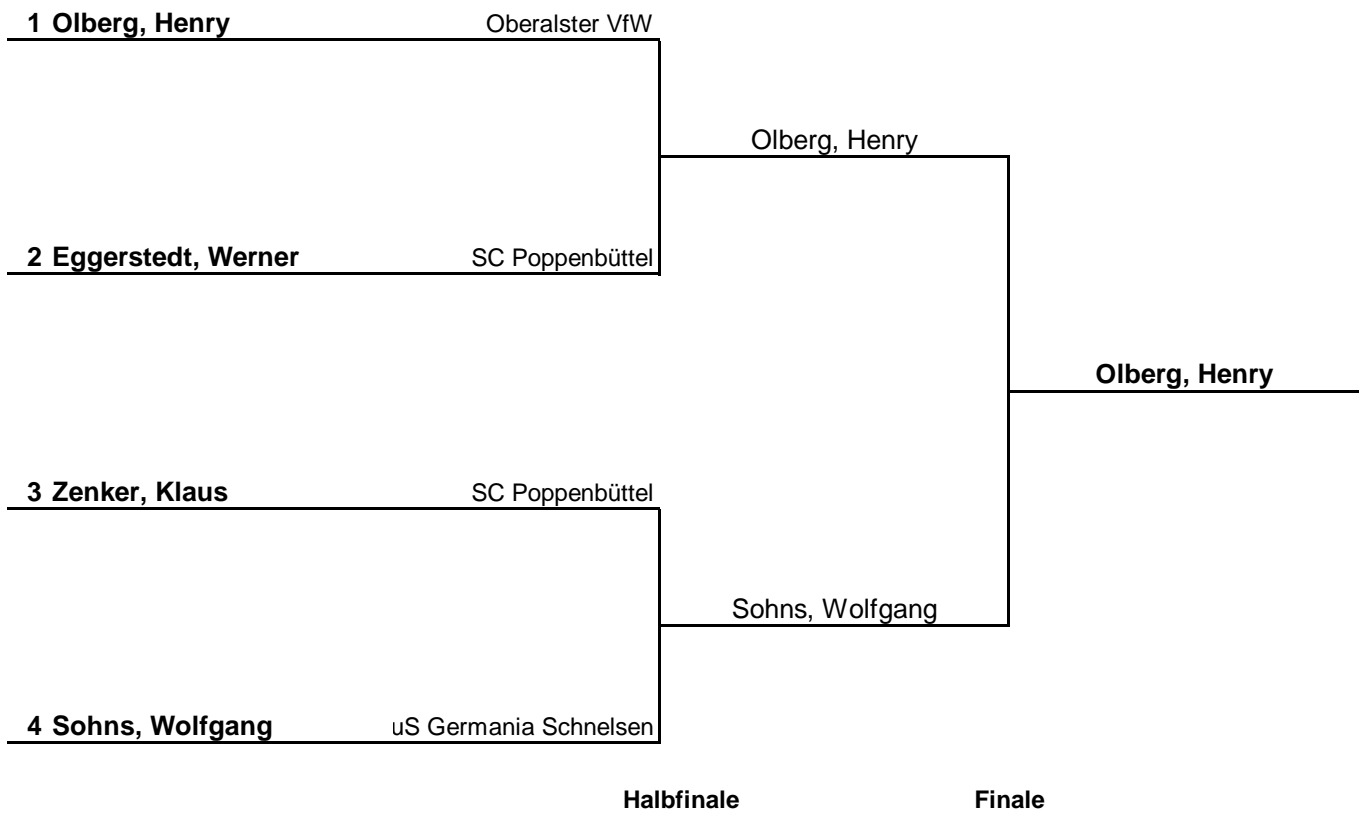 1 Olberg, Henry Oberalster VfW
Olberg, Henry
2 Eggerstedt, Werner SC Poppenbüttel
Olberg, Henry
3 Zenker, Klaus SC Poppenbüttel
Sohns, Wolfgang
4 Sohns, Wolfgang uS Germania Schnelsen
Halbfinale Finale